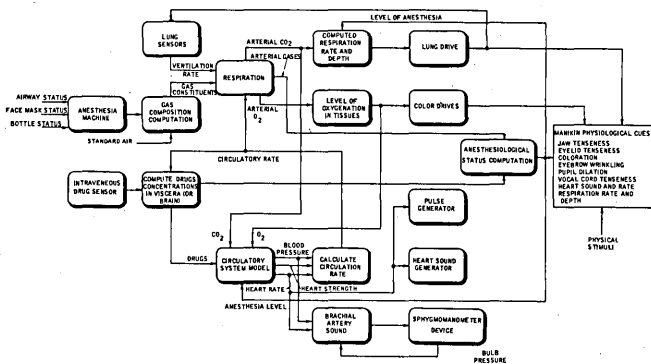 LEVEL OF ANESTHESIA
LUNG
SENSORS
ARTERIAL CO2
ARTERIAL GASES
COMPUTED
RESPIRATION
RATE AND
DEPTH
LUNG DRIVE
VENTILATION
RATE
GAS
CONSTITUENTS
RESPIRATION
AIRWAY STATUS
FACE MASK STATUS
BOTTLE STATUS
ANESTHESIA
MACHINE
GAS
COMPOSITION
COMPUTATION
STANDARD AIR
ARTERIAL
O2
LEVEL OF
OXYGENATION
IN TISSUES
COLOR DRIVES
CIRCULATORY RATE
ANESTHESIOLOGICAL
STATUS COMPUTATION
MANIKIN PHYSIOLOGICAL CUES
JAW TENSENESS
EYELID TENSENESS
COLORATION
EYEBROW WRINKLING
PUPIL DILATION
VOCAL CORD TENSENESS
HEART SOUND AND RATE
RESPIRATION RATE AND
DEPTH
PHYSICAL
STIMULI
INTRAVENEOUS
DRUG SENSOR
COMPUTE DRUGS
CONCENTRATIONS
IN VISCERA (OR
BRAIN)
PULSE
GENERATOR
CO2
O2
BLOOD
PRESSURE
DRUGS
CIRCULATORY
SYSTEM MODEL
CALCULATE
CIRCULATION
RATE
HEART SOUND
GENERATOR
HEART RATE
HEART STRENGTH
ANESTHESIA LEVEL
BRACHIAL
ARTERY
SOUND
SPHYGMOMANOMETER
DEVICE
BULB
PRESSURE